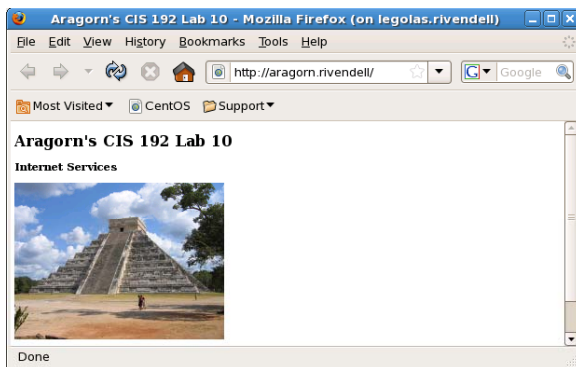 Aragorn's CIS 192 Lab 10 - Mozilla Firefox (on legolas.rivendell)
File Edit View History Bookmarks Tools Help
http://aragorn.rivendell/ G Google
Most Visited CentOS Support
Aragorn's CIS 192 Lab 10
Internet Services
Done